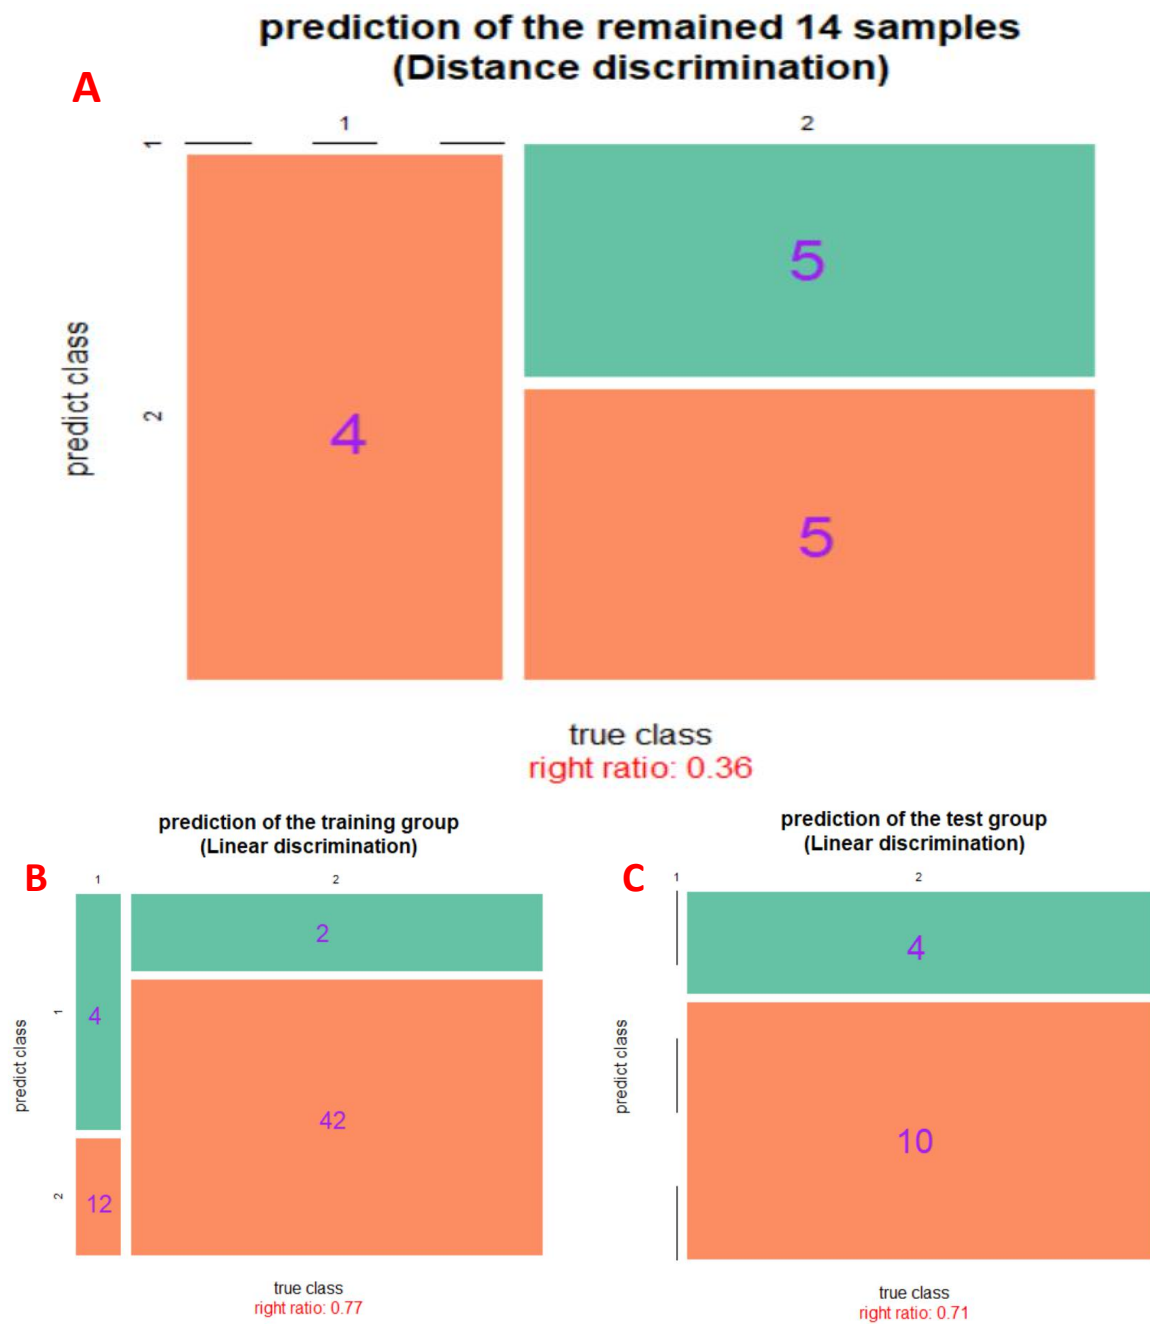 prediction of the remained 14 samples
(Distance discrimination)
A
1
2
1
5
predict class
2
4
5
true class
right ratio: 0.36
prediction of the training group
(Linear discrimination)
B
1
2
2
1
4
predict class
42
2
12
true class
right ratio: 0.77
prediction of the test group
(Linear discrimination)
C
1
2
4
predict class
10
true class
right ratio: 0.71